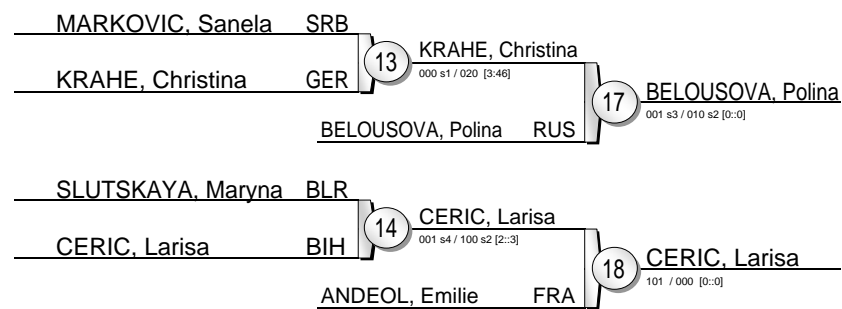 MARKOVIC, Sanela SRB
13 KRAHE, Christina
000 s1 / 020 [3:46]
KRAHE, Christina GER
17 BELOUSOVA, Polina
001 s3 / 010 s2 [0::0]
BELOUSOVA, Polina RUS
SLUTSKAYA, Maryna BLR
14 CERIC, Larisa
001 s4 / 100 s2 [2::3]
CERIC, Larisa BIH
18 CERIC, Larisa
101 / 000 [0::0]
ANDEOL, Emilie FRA